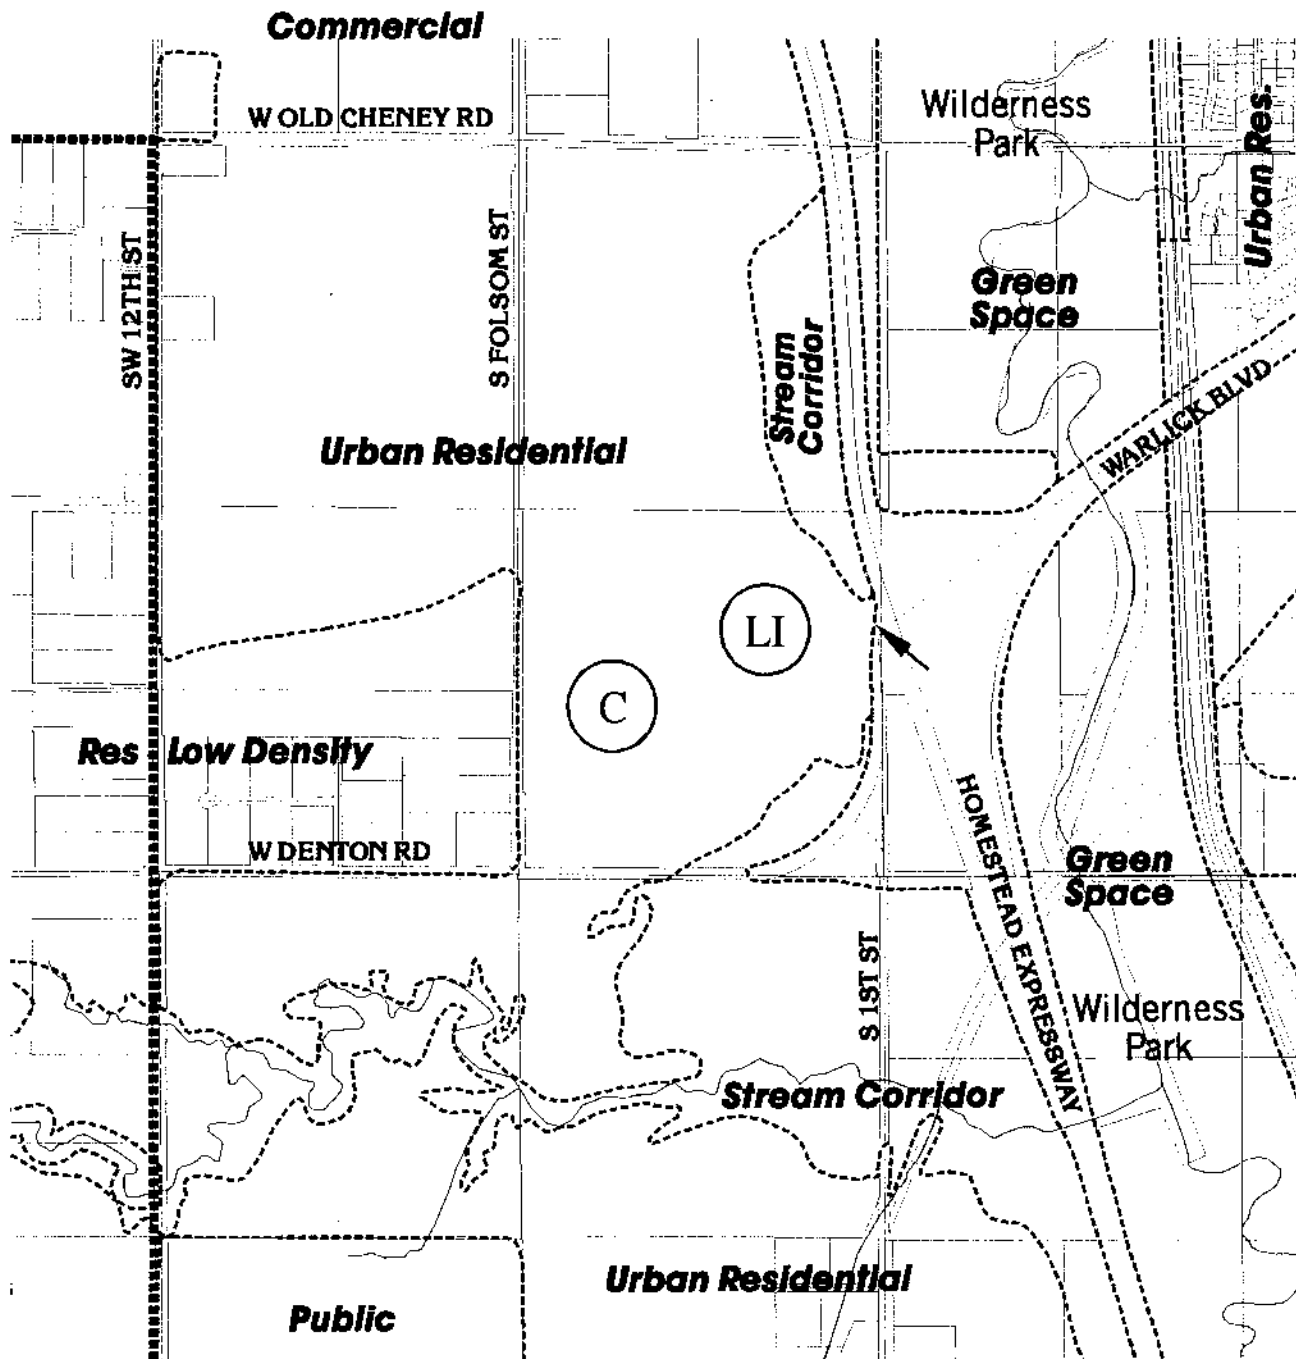 Commercial
W OLD CHENEY RD
Wilderness
Park
Urban Res.
SW 12TH ST
S FOLSOM ST
Green
Space
Stream
Corridor
WARLICK BLVD
Urban Residential
LI
C
Res
Low Density
HOMESTEAD EXPRESSWAY
W DENTON RD
Green
Space
S 1ST ST
Wilderness
Park
Stream Corridor
Urban Residential
Public